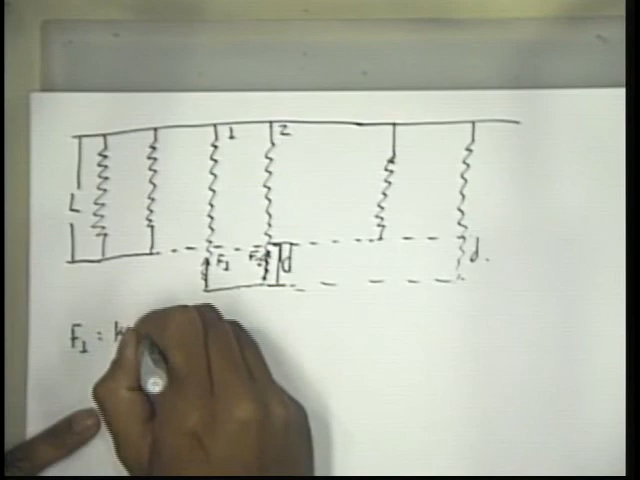 1 2
L
F₁ F₂ d d.
F₁ = k